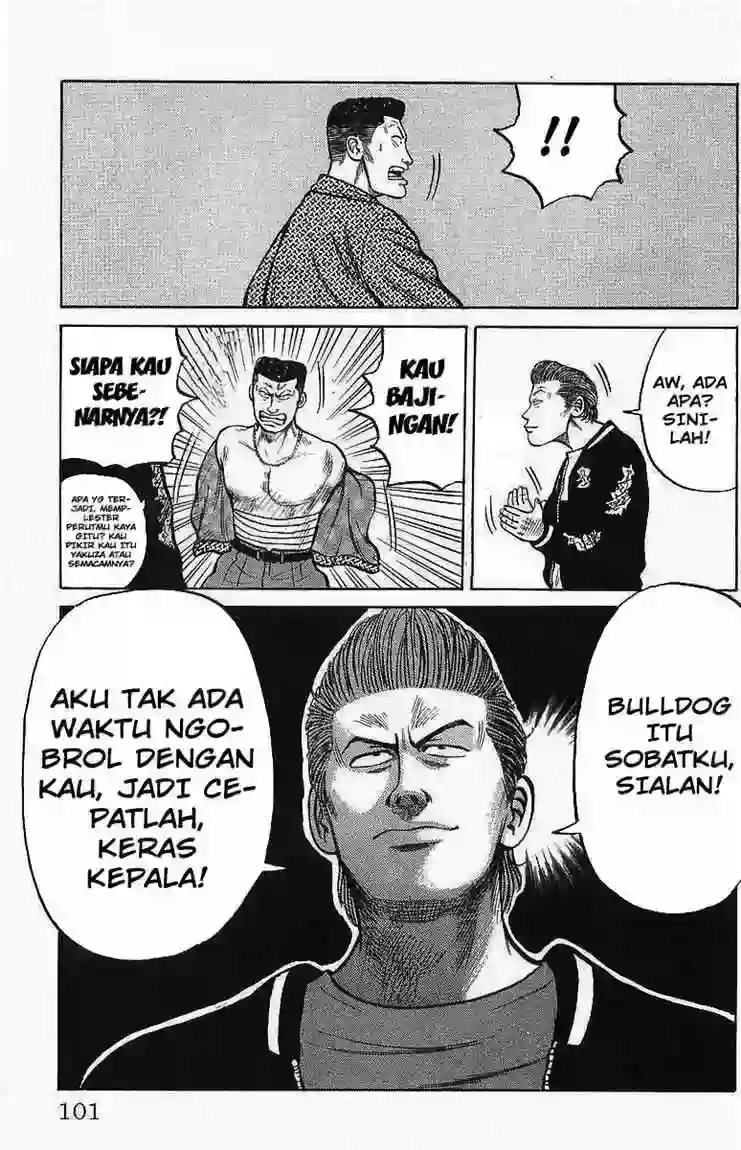 !!
AW, ADA
APA?
SINI-
LAH!
KAU
BAJI-
NGAN!
SIAPA KAU
SEBE-
NARNYA?!
APA YG TER-
JADI, MEMP-
LESTER
PERUTMU KAYA
GITU? KAU
PIKIR KAU ITU
YAKUZA ATAU
SEMACAMNYA?
BULLDOG
ITU
SOBATKU,
SIALAN!
AKU TAK ADA
WAKTU NGO-
BROL DENGAN
KAU, JADI CE-
PATLAH,
KERAS
KEPALA!
101